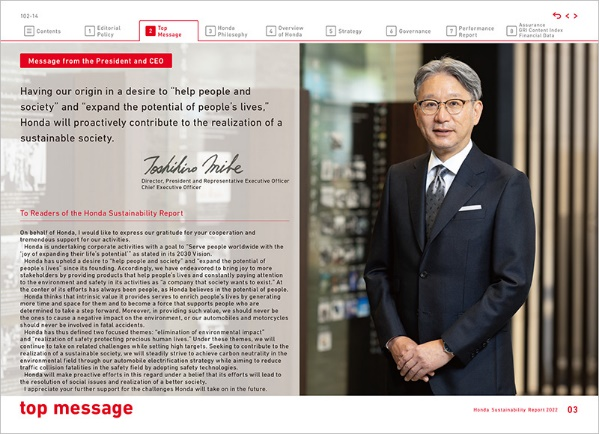 102-14
Contents
1 Editorial Policy
2 Top Message
3 Honda Philosophy
4 Overview of Honda
5 Strategy
6 Governance
7 Performance Report
8 Assurance GRI Content Index Financial Data
Message from the President and CEO
Having our origin in a desire to "help people and
society" and "expand the potential of people's lives,"
Honda will proactively contribute to the realization of a
sustainable society.
Toshihiro Mibe
Director, President and Representative Executive Officer
Chief Executive Officer
To Readers of the Honda Sustainability Report
On behalf of Honda, I would like to express our gratitude for your cooperation and
tremendous support for our activities.
Honda is undertaking corporate activities with a goal to "Serve people worldwide with the
'joy of expanding their life's potential'" as stated in its 2030 Vision.
Honda has upheld a desire to "help people and society" and "expand the potential of
people's lives" since its founding. Accordingly, we have endeavored to bring joy to more
stakeholders by providing products that help people's lives and constantly paying attention
to the environment and safety in its activities as "a company that society wants to exist." At
the center of its efforts has always been people, as Honda believes in the potential of people.
Honda thinks that intrinsic value it provides serves to enrich people's lives by generating
more time and space for them and to become a force that supports people who are
determined to take a step forward. Moreover, in providing such value, we should never be
the ones to cause a negative impact on the environment, or our automobiles and motorcycles
should never be involved in fatal accidents.
Honda has thus defined two focused themes: "elimination of environmental impact"
and "realization of safety protecting precious human lives." Under these themes, we will
continue to take on related challenges while setting high targets. Seeking to contribute to the
realization of a sustainable society, we will steadily strive to achieve carbon neutrality in the
environmental field through our automobile electrification strategy while aiming to reduce
traffic collision fatalities in the safety field by adopting safety technologies.
Honda will make proactive efforts in this regard under a belief that its efforts will lead to
the resolution of social issues and realization of a better society.
I appreciate your further support for the challenges Honda will take on in the future.
top message
Honda Sustainability Report 2022 03